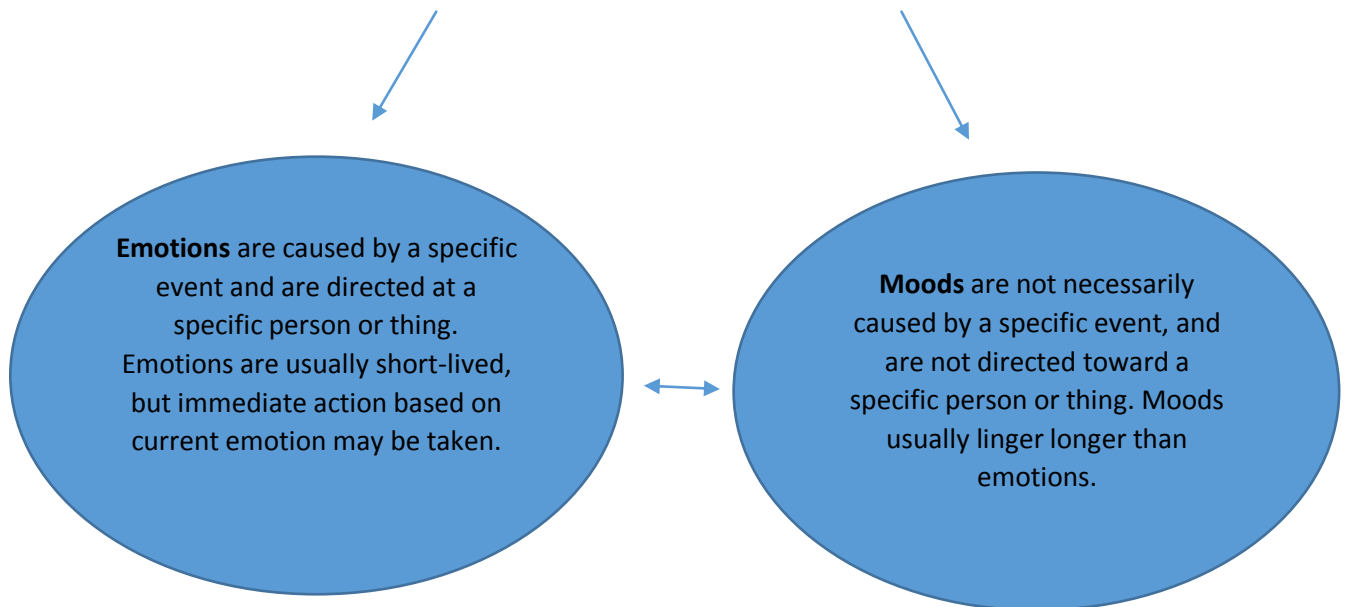 Emotions are caused by a specific
event and are directed at a
specific person or thing.
Emotions are usually short-lived,
but immediate action based on
current emotion may be taken.
Moods are not necessarily
caused by a specific event, and
are not directed toward a
specific person or thing. Moods
usually linger longer than
emotions.